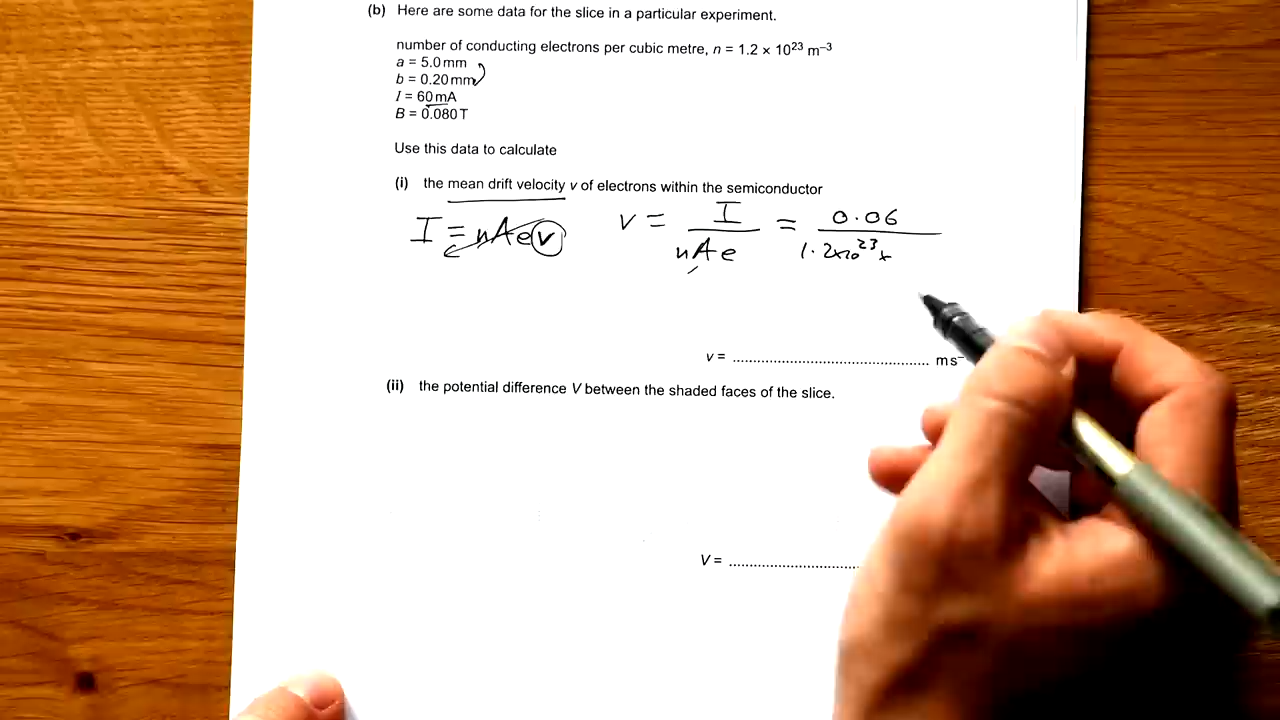 (b) Here are some data for the slice in a particular experiment.
number of conducting electrons per cubic metre, n = 1.2 × 10²³ m⁻³
a = 5.0 mm
b = 0.20 mm
I = 60 mA
B = 0.080 T
Use this data to calculate
(i) the mean drift velocity v of electrons within the semiconductor
I = nAev v = I / nAe = 0.06 / 1.2x10²³ x
v = ........................................ ms⁻
(ii) the potential difference V between the shaded faces of the slice.
V = ..........................